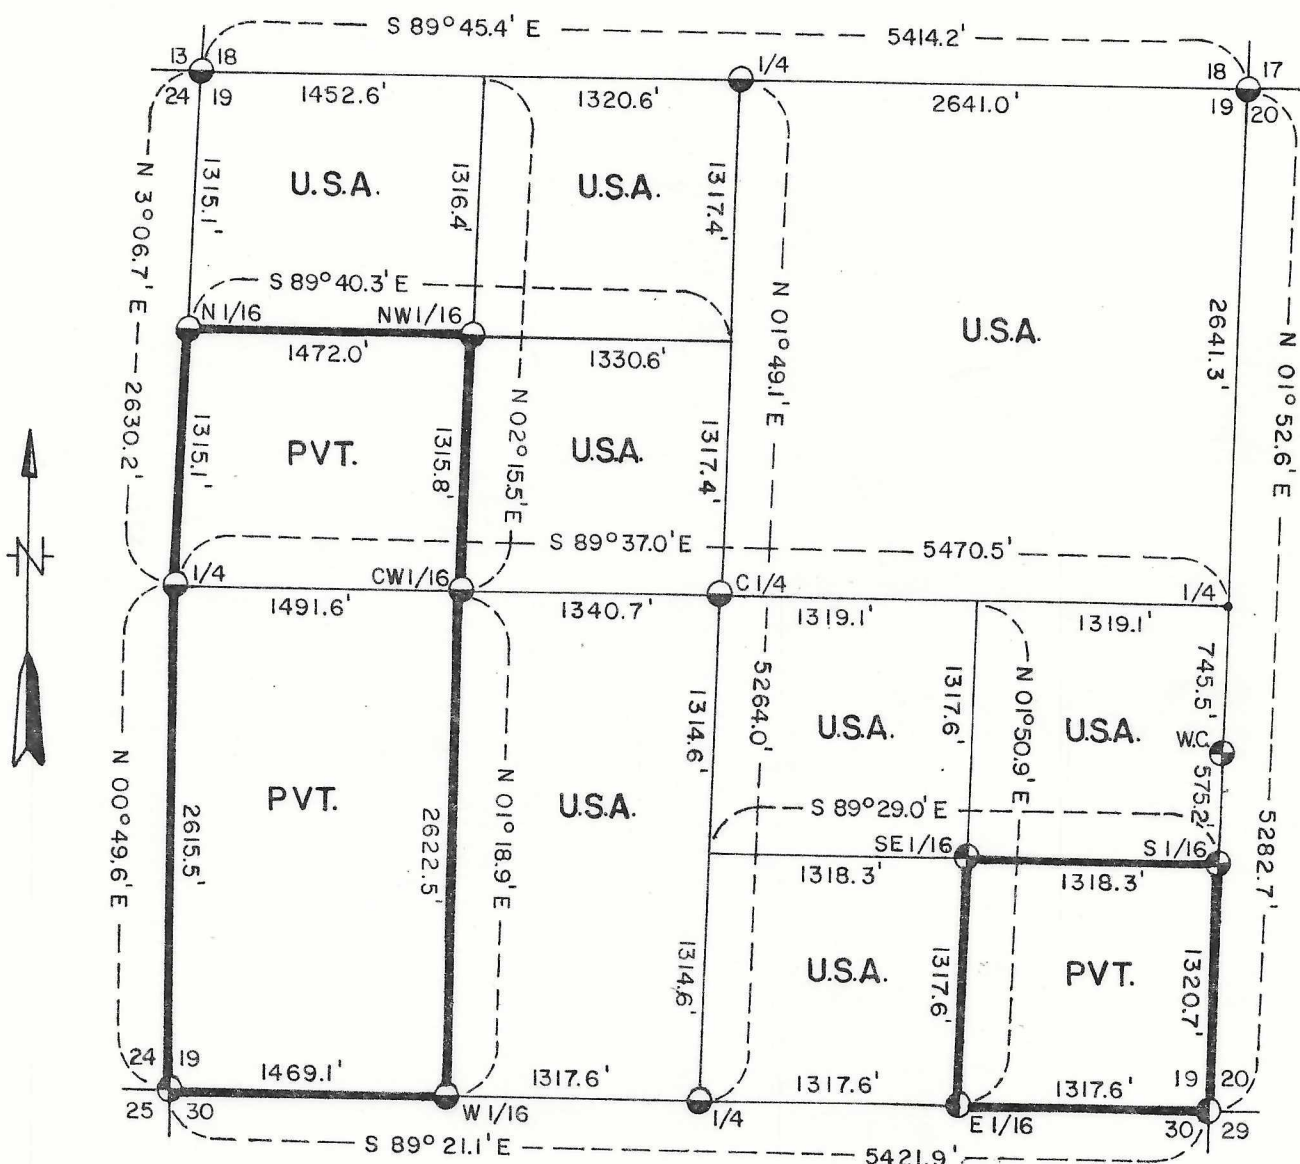 S 89°45.4' E
5414.2'
13 18
24 19
1/4
18 17
19 20
1452.6'
1320.6'
2641.0'
N 3°06.7' E
2630.2'
1315.1'
U.S.A.
1316.4'
U.S.A.
1317.4'
S 89°40.3' E
N 1/16
NW1/16
1472.0'
1330.6'
N 01°49.1' E
5264.0'
U.S.A.
2641.3'
N 01°52.6' E
5282.7'
1315.1'
PVT.
1315.8'
N 02°15.5' E
U.S.A.
1317.4'
N
S 89°37.0' E
5470.5'
1/4
CW1/16
C 1/4
1/4
1491.6'
1340.7'
1319.1'
1319.1'
N 00°49.6' E
2615.5'
PVT.
2622.5'
N 01°18.9' E
U.S.A.
1314.6'
U.S.A.
1317.6'
N 01°50.9' E
U.S.A.
745.5'
W.C.
575.2'
S 89°29.0' E
SE 1/16
S 1/16
1318.3'
1318.3'
1314.6'
U.S.A.
1317.6'
PVT.
1320.7'
24 19
25 30
1469.1'
W 1/16
1317.6'
1/4
1317.6'
E 1/16
1317.6'
19 20
30 29
S 89°21.1' E
5421.9'